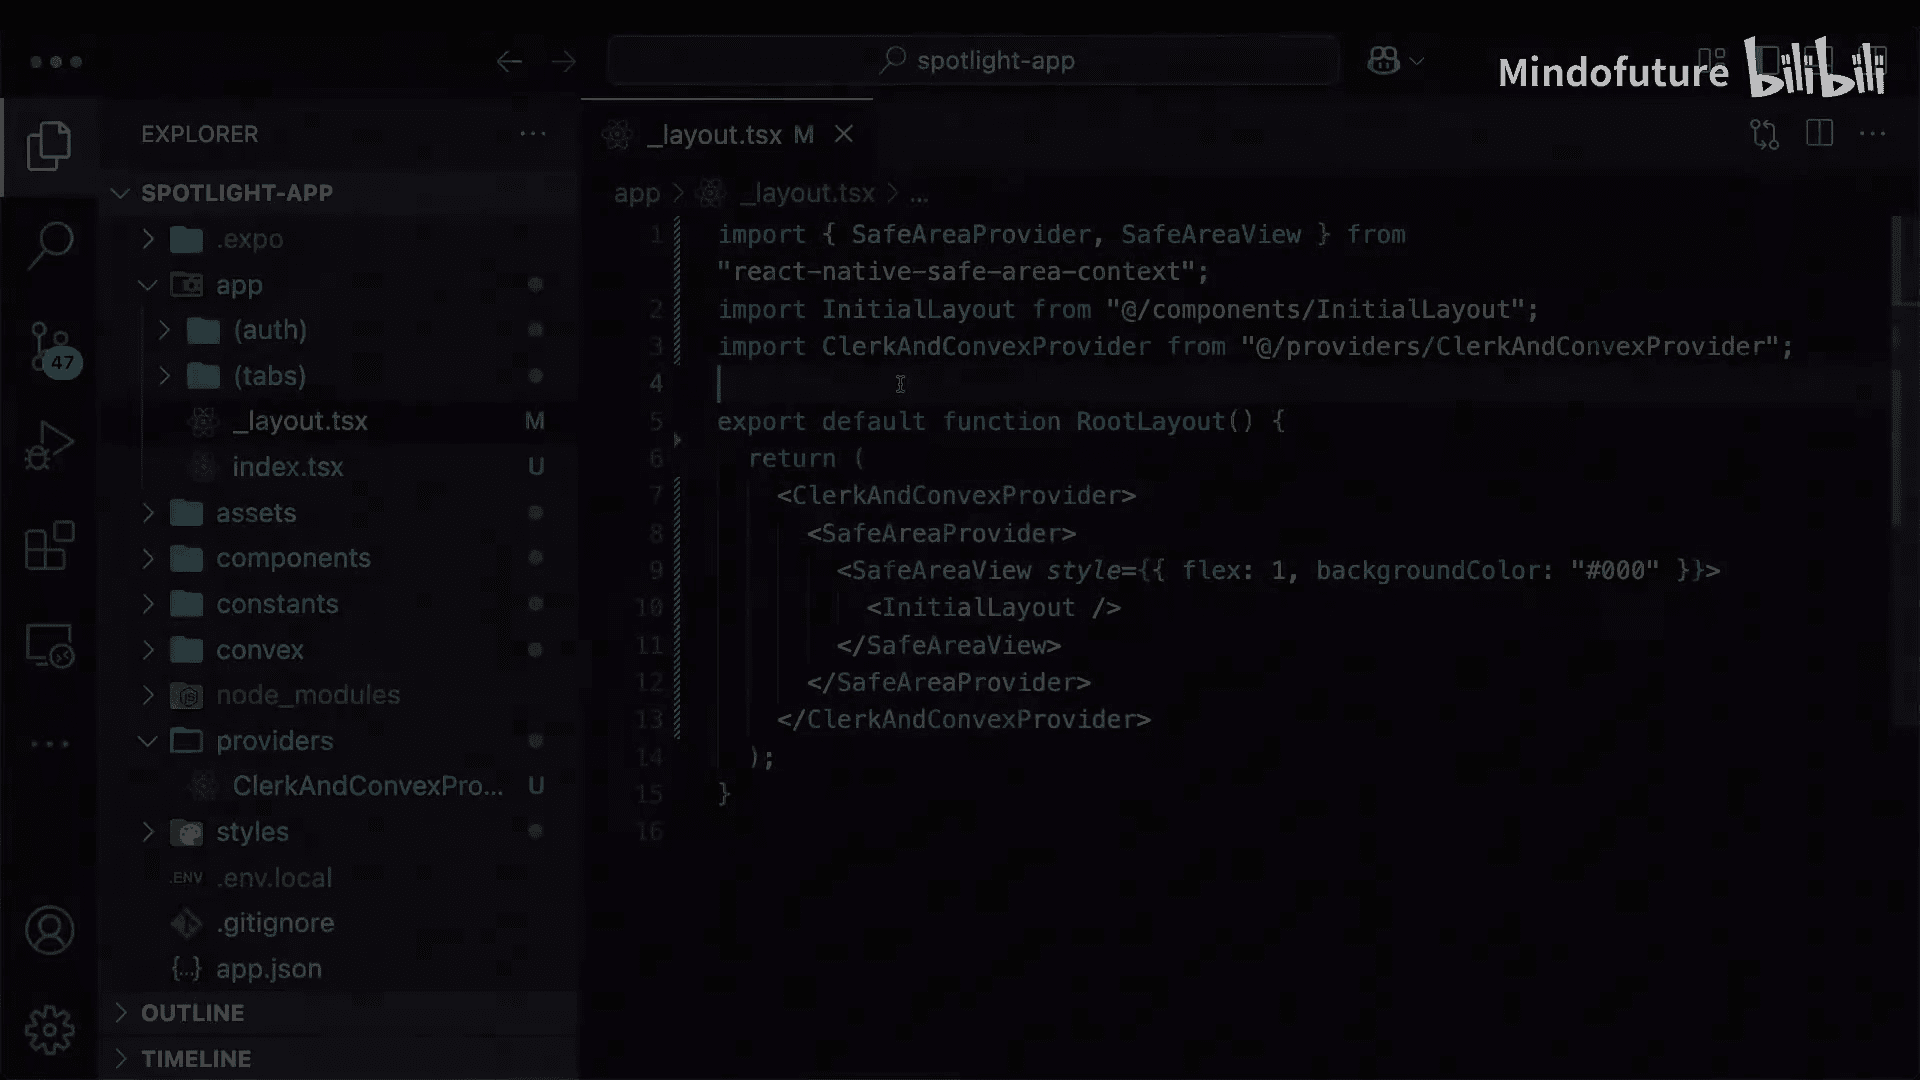 spotlight-app
Mindofuture bilibili
EXPLORER
SPOTLIGHT-APP
.expo
app
(auth)
(tabs)
_layout.tsx M
index.tsx U
assets
components
constants
convex
node_modules
providers
ClerkAndConvexPro... U
styles
.ENV .env.local
.gitignore
{...} app.json
OUTLINE
TIMELINE
47
_layout.tsx M
app > _layout.tsx > ...
1 import { SafeAreaProvider, SafeAreaView } from
"react-native-safe-area-context";
2 import InitialLayout from "@/components/InitialLayout";
3 import ClerkAndConvexProvider from "@/providers/ClerkAndConvexProvider";
4
5 export default function RootLayout() {
6 return (
7 <ClerkAndConvexProvider>
8 <SafeAreaProvider>
9 <SafeAreaView style={{ flex: 1, backgroundColor: "#000" }}>
10 <InitialLayout />
11 </SafeAreaView>
12 </SafeAreaProvider>
13 </ClerkAndConvexProvider>
14 );
15 }
16